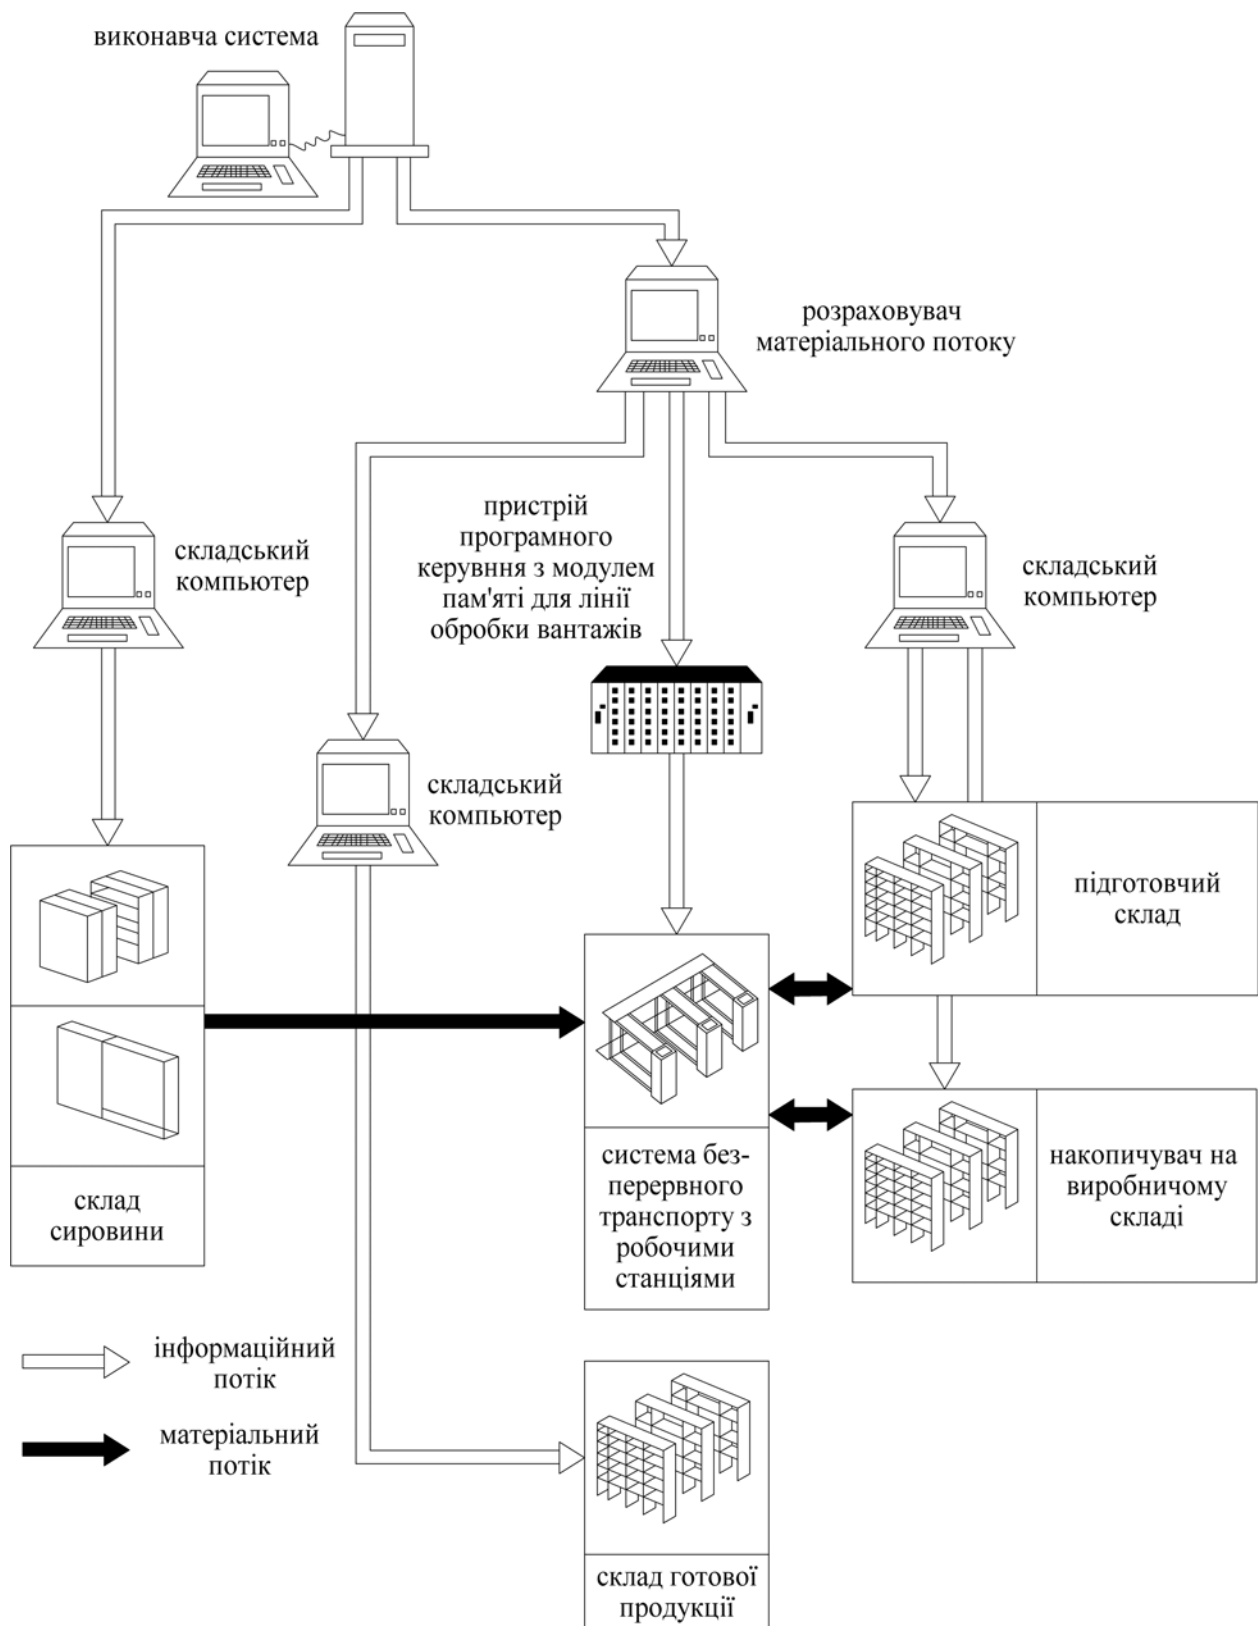 виконавча система
розраховувач
матеріального потоку
складський
компьютер
пристрій
програмного
керувння з модулем
пам'яті для лінії
обробки вантажів
складський
компьютер
складський
компьютер
підготовчий
склад
склад
сировини
система без-
перервного
транспорту з
робочими
станціями
накопичувач на
виробничому
складі
інформаційний
потік
матеріальний
потік
склад готової
продукції